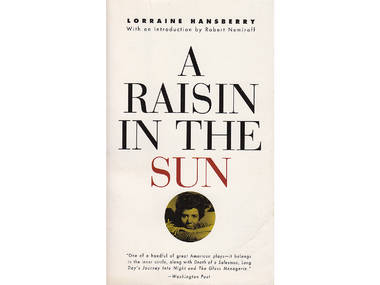 LORRAINE HANSBERRY
With an introduction by Robert Nemiroff
A
RAISIN
IN THE
SUN
"One of a handful of great American plays—it belongs
in the inner circle, along with Death of a Salesman, Long
Day's Journey Into Night and The Glass Menagerie."
—Washington Post